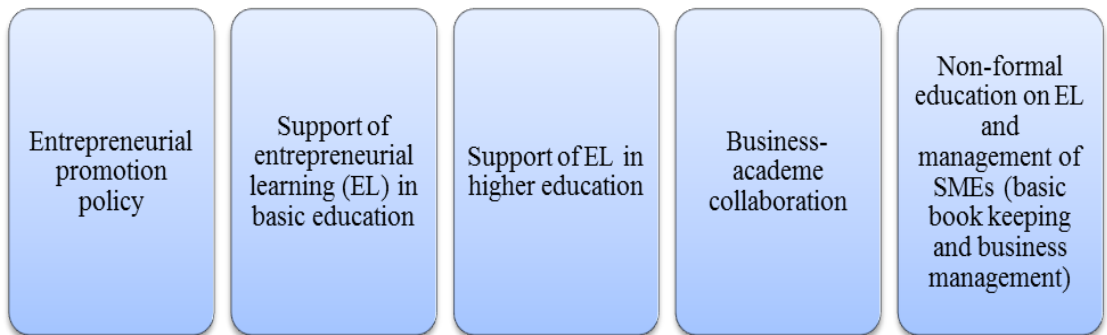 Entrepreneurial
promotion
policy
Support of
entrepreneurial
learning (EL) in
basic education
Support of EL in
higher education
Business-
academe
collaboration
Non-formal
education on EL
and
management of
SMEs (basic
book keeping
and business
management)